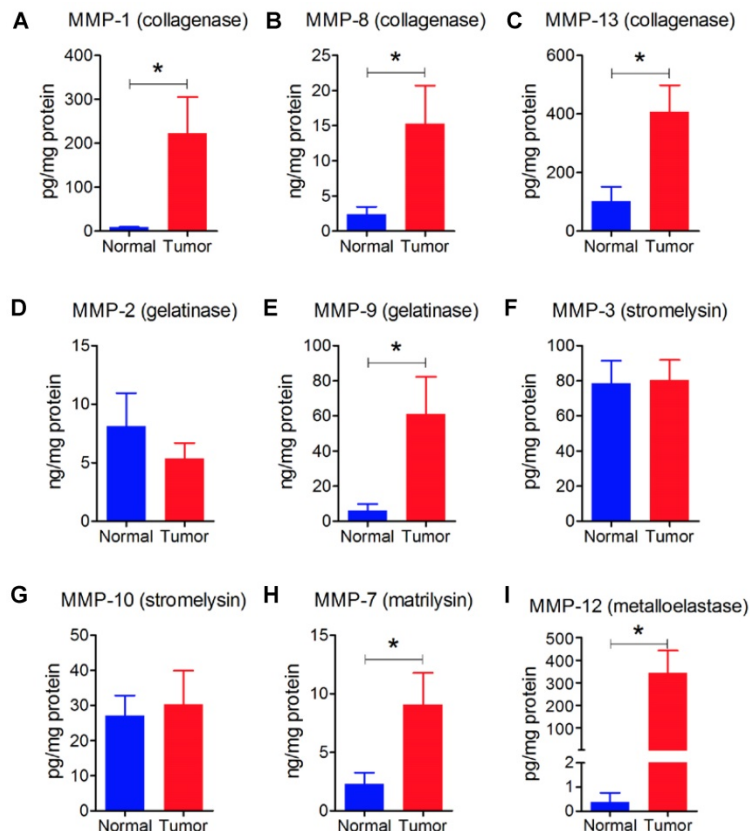 A MMP-1 (collagenase)
pg/mg protein
400
300
200
100
0
*
Normal Tumor
B MMP-8 (collagenase)
ng/mg protein
25
20
15
10
5
0
*
Normal Tumor
C MMP-13 (collagenase)
pg/mg protein
600
400
200
0
*
Normal Tumor
D MMP-2 (gelatinase)
ng/mg protein
15
10
5
0
Normal Tumor
E MMP-9 (gelatinase)
ng/mg protein
100
80
60
40
20
0
*
Normal Tumor
F MMP-3 (stromelysin)
pg/mg protein
100
80
60
40
20
0
Normal Tumor
G MMP-10 (stromelysin)
pg/mg protein
50
40
30
20
10
0
Normal Tumor
H MMP-7 (matrilysin)
ng/mg protein
15
10
5
0
*
Normal Tumor
I MMP-12 (metalloelastase)
pg/mg protein
500
400
300
200
100
2
1
0
*
Normal Tumor